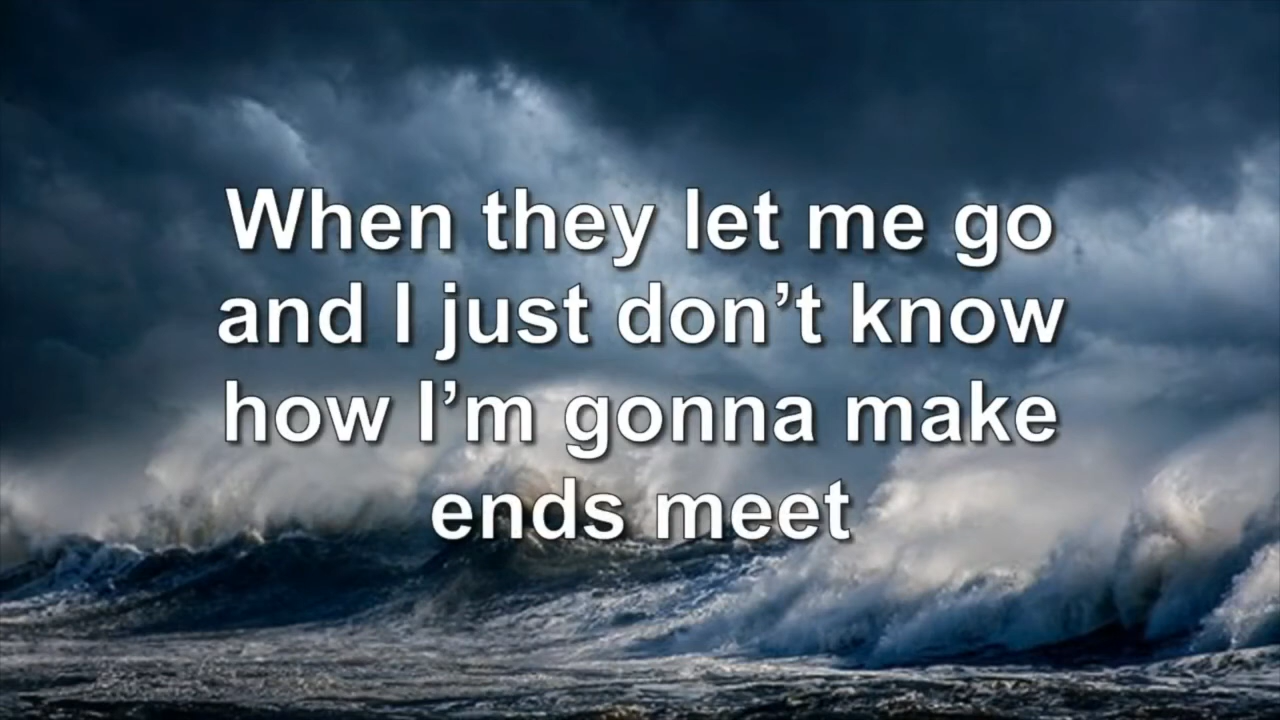 When they let me go
and I just don’t know
how I’m gonna make
ends meet